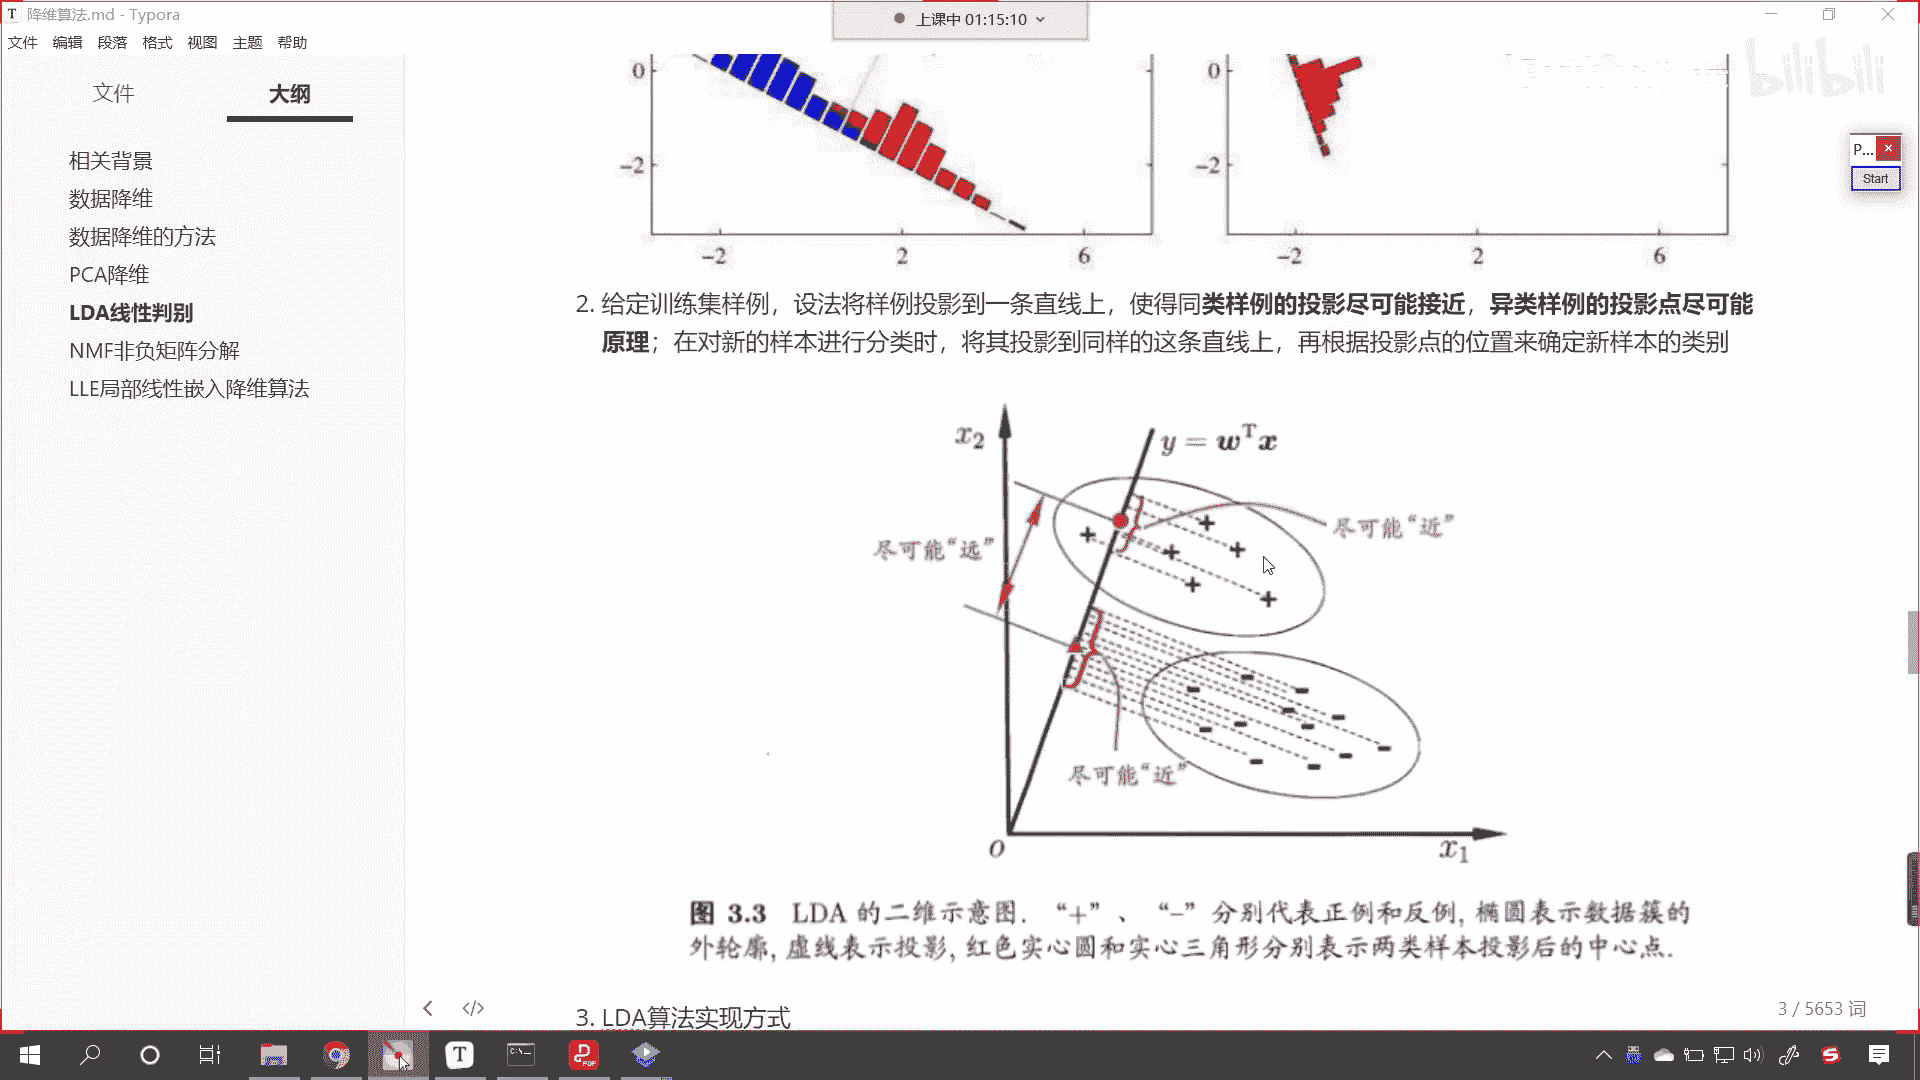 降维算法.md - Typora
上课中 01:15:10
文件 编辑 段落 格式 视图 主题 帮助
bilibili
文件 大纲
相关背景
数据降维
数据降维的方法
PCA降维
LDA线性判别
NMF非负矩阵分解
LLE局部线性嵌入降维算法
P...
Start
0
-2
-2 2 6
0
-2
-2 2 6
2. 给定训练集样例，设法将样例投影到一条直线上，使得同类样例的投影尽可能接近，异类样例的投影点尽可能
原理；在对新的样本进行分类时，将其投影到同样的这条直线上，再根据投影点的位置来确定新样本的类别
x₂
y = wᵀx
尽可能“远”
尽可能“近”
尽可能“近”
O
x₁
图 3.3 LDA 的二维示意图. “+”、“-”分别代表正例和反例, 椭圆表示数据簇的
外轮廓, 虚线表示投影, 红色实心圆和实心三角形分别表示两类样本投影后的中心点.
3. LDA算法实现方式
3 / 5653 词